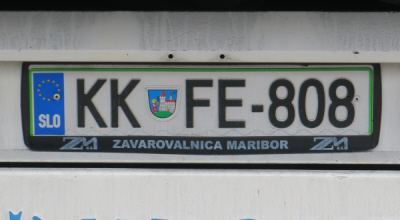 KK FE-808
SLO
ZM ZAVAROVALNICA MARIBOR ZM